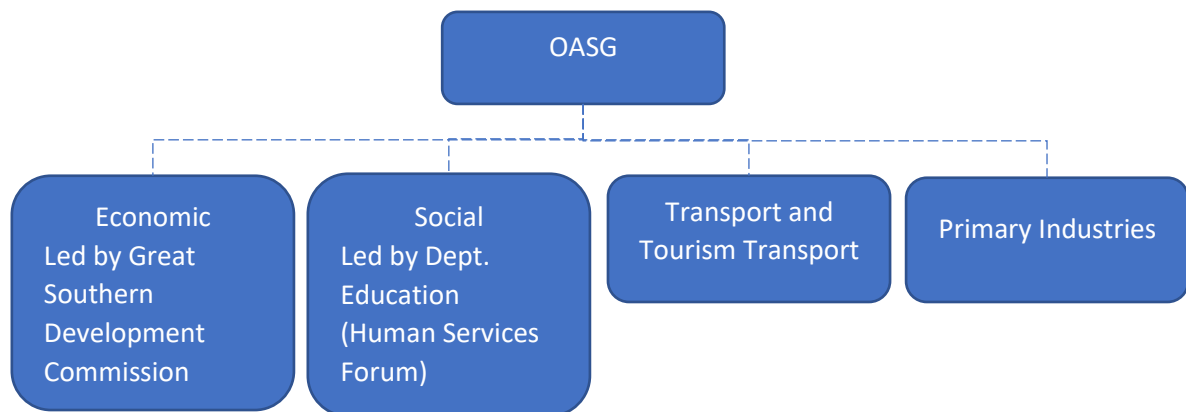 OASG
Economic
Led by Great
Southern
Development
Commission
Social
Led by Dept.
Education
(Human Services
Forum)
Transport and
Tourism Transport
Primary Industries